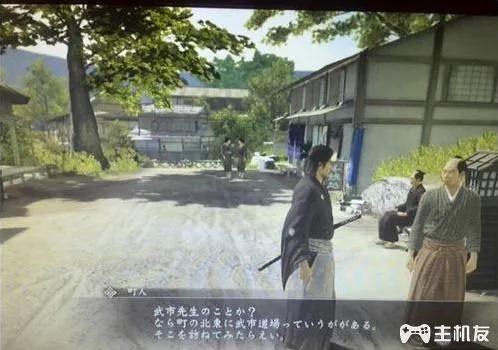 町人
武市先生のことか?
なら町の北東に武市道場っていうががある。
そこを訪ねてみたらえい。
主机友